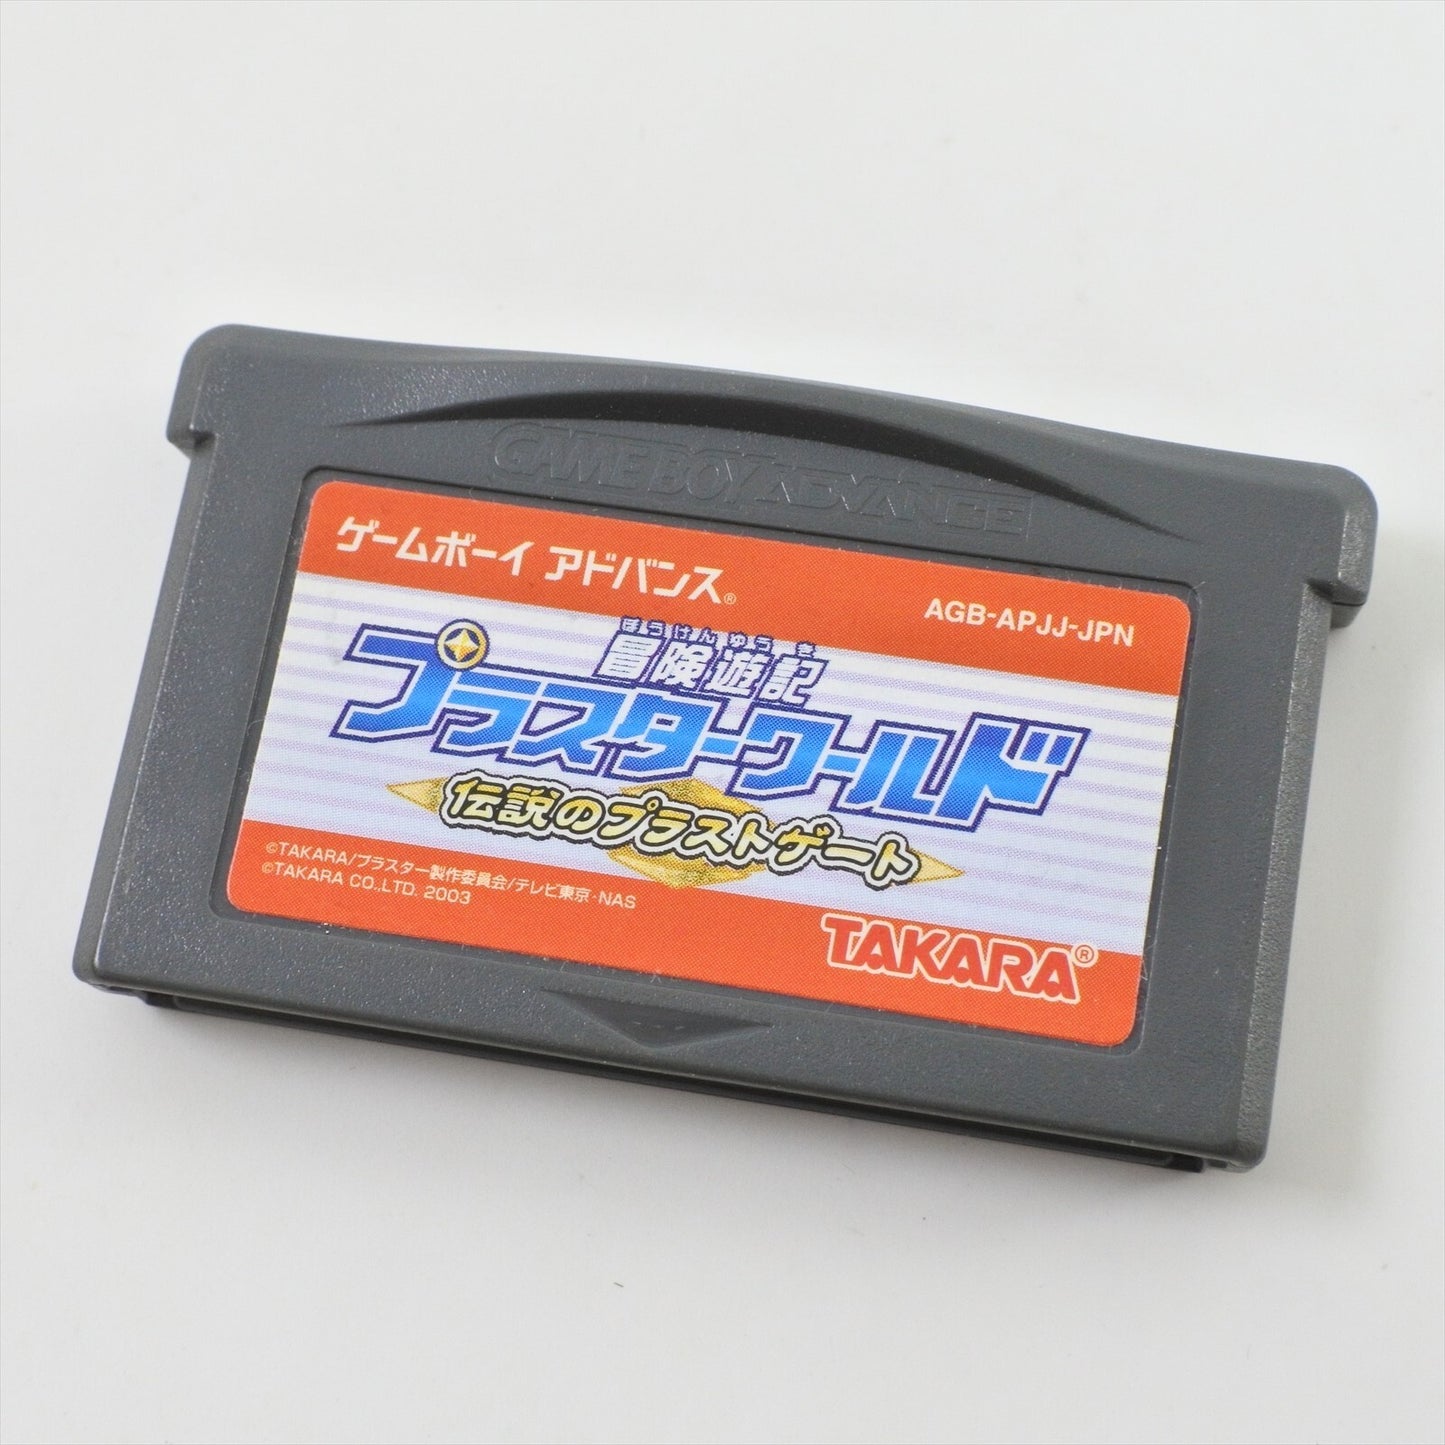 GAME BOY ADVANCE
ゲームボーイ アドバンス®
AGB-APJJ-JPN
ぼうけんゆうき
冒険遊記
プラスターワールド
伝説のプラストゲート
©TAKARA/プラスター製作委員会/テレビ東京・NAS
©TAKARA CO.,LTD. 2003
TAKARA®